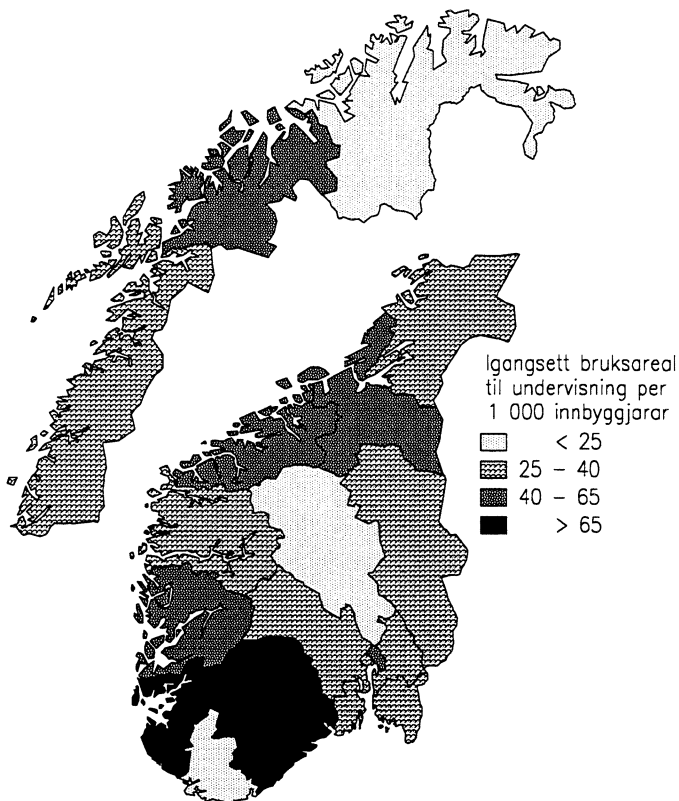 Igangsett bruksareal
til undervisning per
1 000 innbyggjarar
< 25
25 – 40
40 – 65
> 65